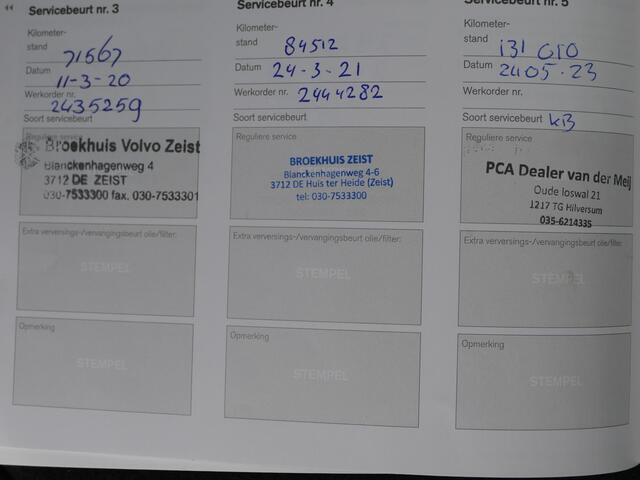 Servicebeurt nr. 3
Kilometer-
stand 71567
Datum 11-3-20
Werkorder nr. 2435259
Soort servicebeurt
Reguliere service
Broekhuis Volvo Zeist
Blanckenhagenweg 4
3712 DE ZEIST
030-7533300 fax. 030-7533301
Extra verversings-/vervangingsbeurt olie/filter:
STEMPEL
Opmerking
STEMPEL
Servicebeurt nr. 4
Kilometer-
stand 84512
Datum 24-3-21
Werkorder nr. 2444282
Soort servicebeurt
Reguliere service
BROEKHUIS ZEIST
Blanckenhagenweg 4-6
3712 DE Huis ter Heide (Zeist)
tel: 030-7533300
Extra verversings-/vervangingsbeurt olie/filter:
STEMPEL
Opmerking
STEMPEL
Servicebeurt nr. 5
Kilometer-
stand 131 010
Datum 24 05 - 23
Werkorder nr.
Soort servicebeurt KB
Reguliere service
PCA Dealer van der Meij
Oude loswal 21
1217 TG Hilversum
035-6214335
Extra verversings-/vervangingsbeurt olie/filter:
STEMPEL
Opmerking
STEMPEL